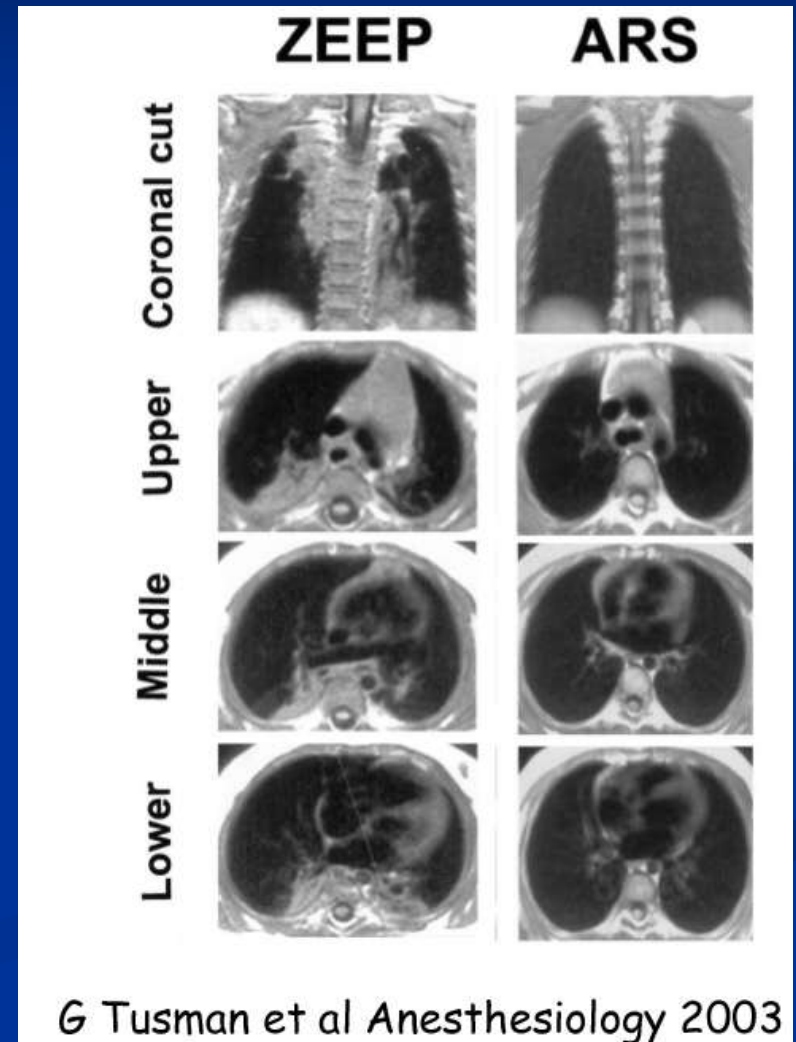 ZEEP ARS
Coronal cut
Upper
Middle
Lower
G Tusman et al Anesthesiology 2003